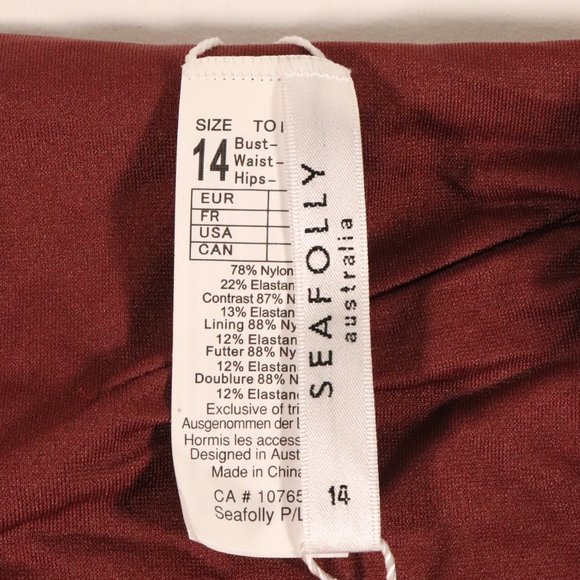 SIZE
14
Bust-
Waist-
Hips-
EUR
FR
USA
CAN
78% Nylon
22% Elastan
Contrast 87% N
13% Elastan
Lining 88% Ny
12% Elastan
Futter 88% Ny
12% Elastan
Doublure 88% N
12% Elastan
Exclusive of tri
Ausgenommen der
Hormis les access
Designed in Aust
Made in China
CA # 10765
Seafolly P/L
SEAFOLLY
australia
14